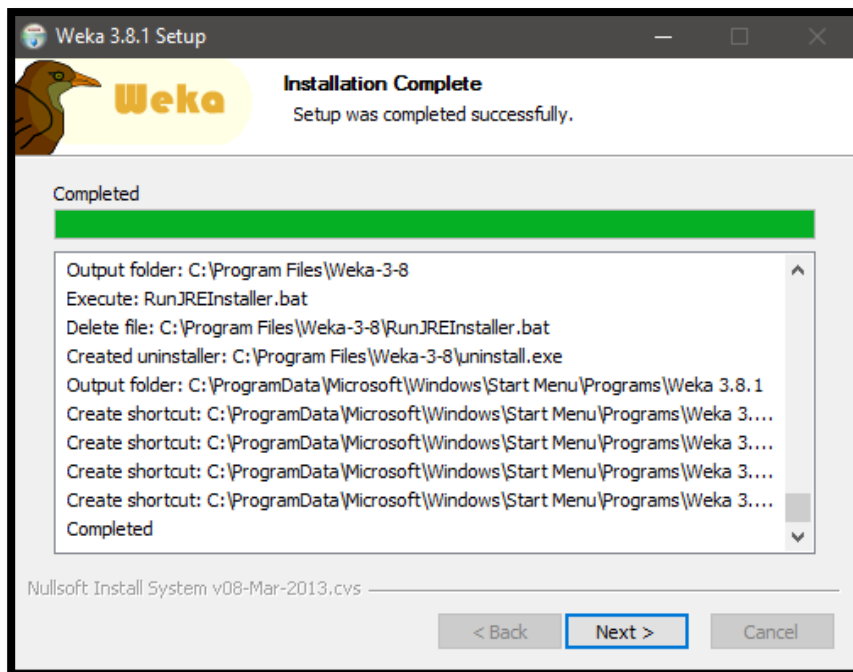 Weka 3.8.1 Setup
Weka
Installation Complete
Setup was completed successfully.
Completed
Output folder: C:\Program Files\Weka-3-8
Execute: RunJREInstaller.bat
Delete file: C:\Program Files\Weka-3-8\RunJREInstaller.bat
Created uninstaller: C:\Program Files\Weka-3-8\uninstall.exe
Output folder: C:\ProgramData\Microsoft\Windows\Start Menu\Programs\Weka 3.8.1
Create shortcut: C:\ProgramData\Microsoft\Windows\Start Menu\Programs\Weka 3....
Create shortcut: C:\ProgramData\Microsoft\Windows\Start Menu\Programs\Weka 3....
Create shortcut: C:\ProgramData\Microsoft\Windows\Start Menu\Programs\Weka 3....
Create shortcut: C:\ProgramData\Microsoft\Windows\Start Menu\Programs\Weka 3....
Completed
Nullsoft Install System v08-Mar-2013.cvs
< Back Next > Cancel